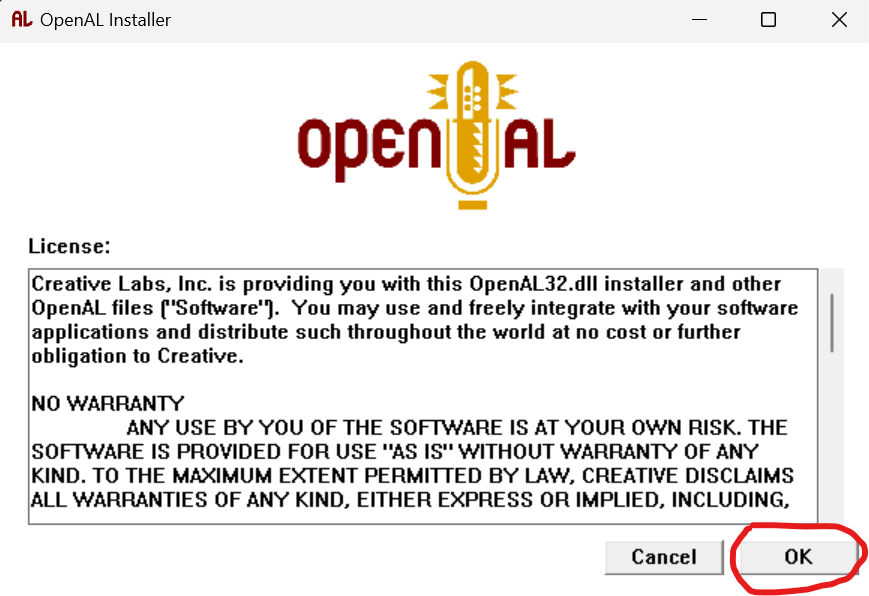 AL OpenAL Installer
OPENAL
License:
Creative Labs, Inc. is providing you with this OpenAL32.dll installer and other
OpenAL files ("Software").  You may use and freely integrate with your software
applications and distribute such throughout the world at no cost or further
obligation to Creative.
NO WARRANTY
ANY USE BY YOU OF THE SOFTWARE IS AT YOUR OWN RISK. THE
SOFTWARE IS PROVIDED FOR USE "AS IS" WITHOUT WARRANTY OF ANY
KIND. TO THE MAXIMUM EXTENT PERMITTED BY LAW, CREATIVE DISCLAIMS
ALL WARRANTIES OF ANY KIND, EITHER EXPRESS OR IMPLIED, INCLUDING,
Cancel OK